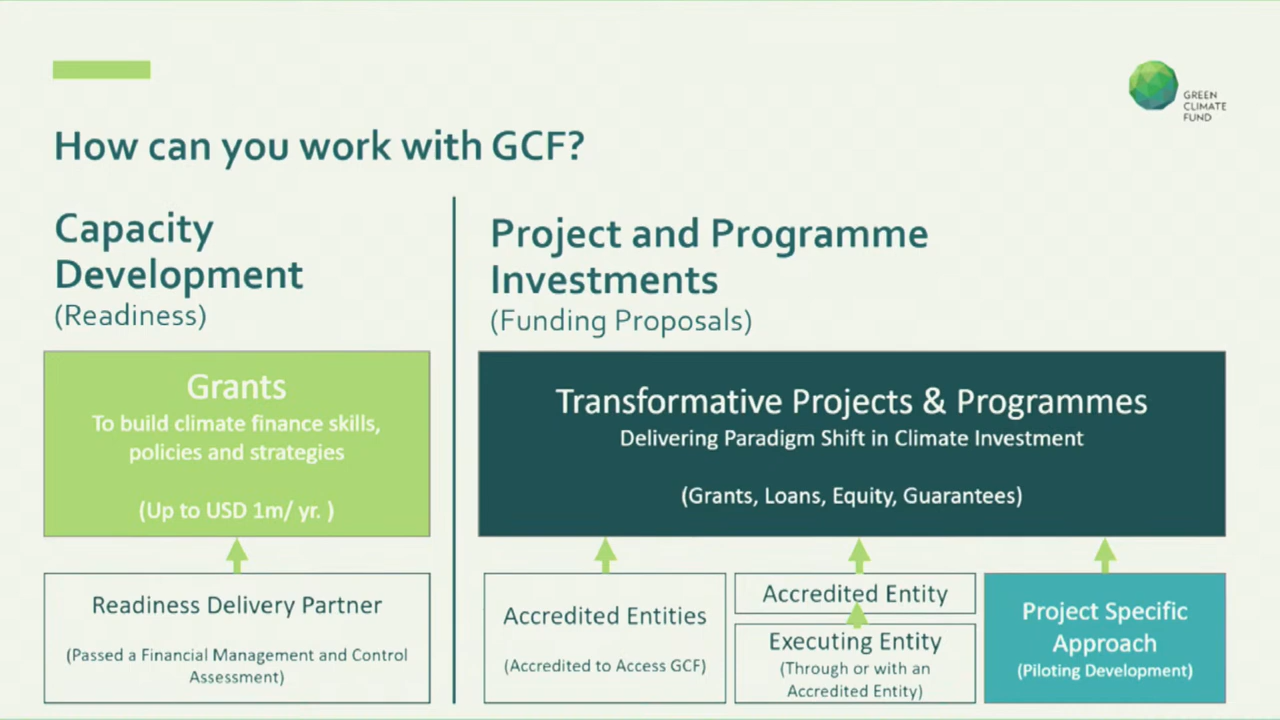 GREEN
CLIMATE
FUND
How can you work with GCF?
Capacity
Development
(Readiness)
Grants
To build climate finance skills,
policies and strategies
(Up to USD 1m/ yr. )
Readiness Delivery Partner
(Passed a Financial Management and Control
Assessment)
Project and Programme
Investments
(Funding Proposals)
Transformative Projects & Programmes
Delivering Paradigm Shift in Climate Investment
(Grants, Loans, Equity, Guarantees)
Accredited Entities
(Accredited to Access GCF)
Accredited Entity
Executing Entity
(Through or with an
Accredited Entity)
Project Specific
Approach
(Piloting Development)